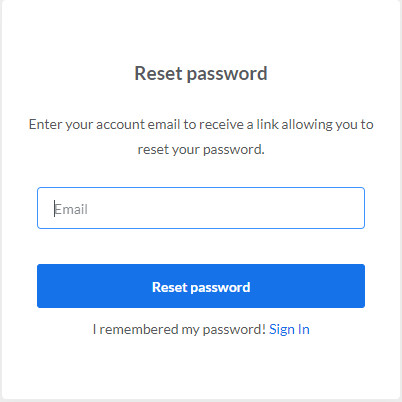 Reset password
Enter your account email to receive a link allowing you to
reset your password.
Email
Reset password
I remembered my password! Sign In